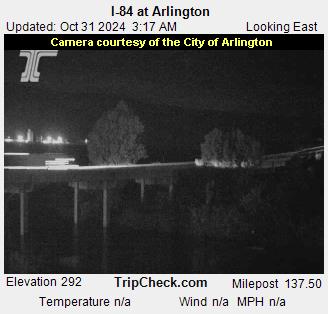 I-84 at Arlington
Updated: Oct 31 2024 3:17 AM Looking East
Camera courtesy of the City of Arlington
Elevation 292 TripCheck.com Milepost 137.50
Temperature n/a Wind n/a MPH n/a